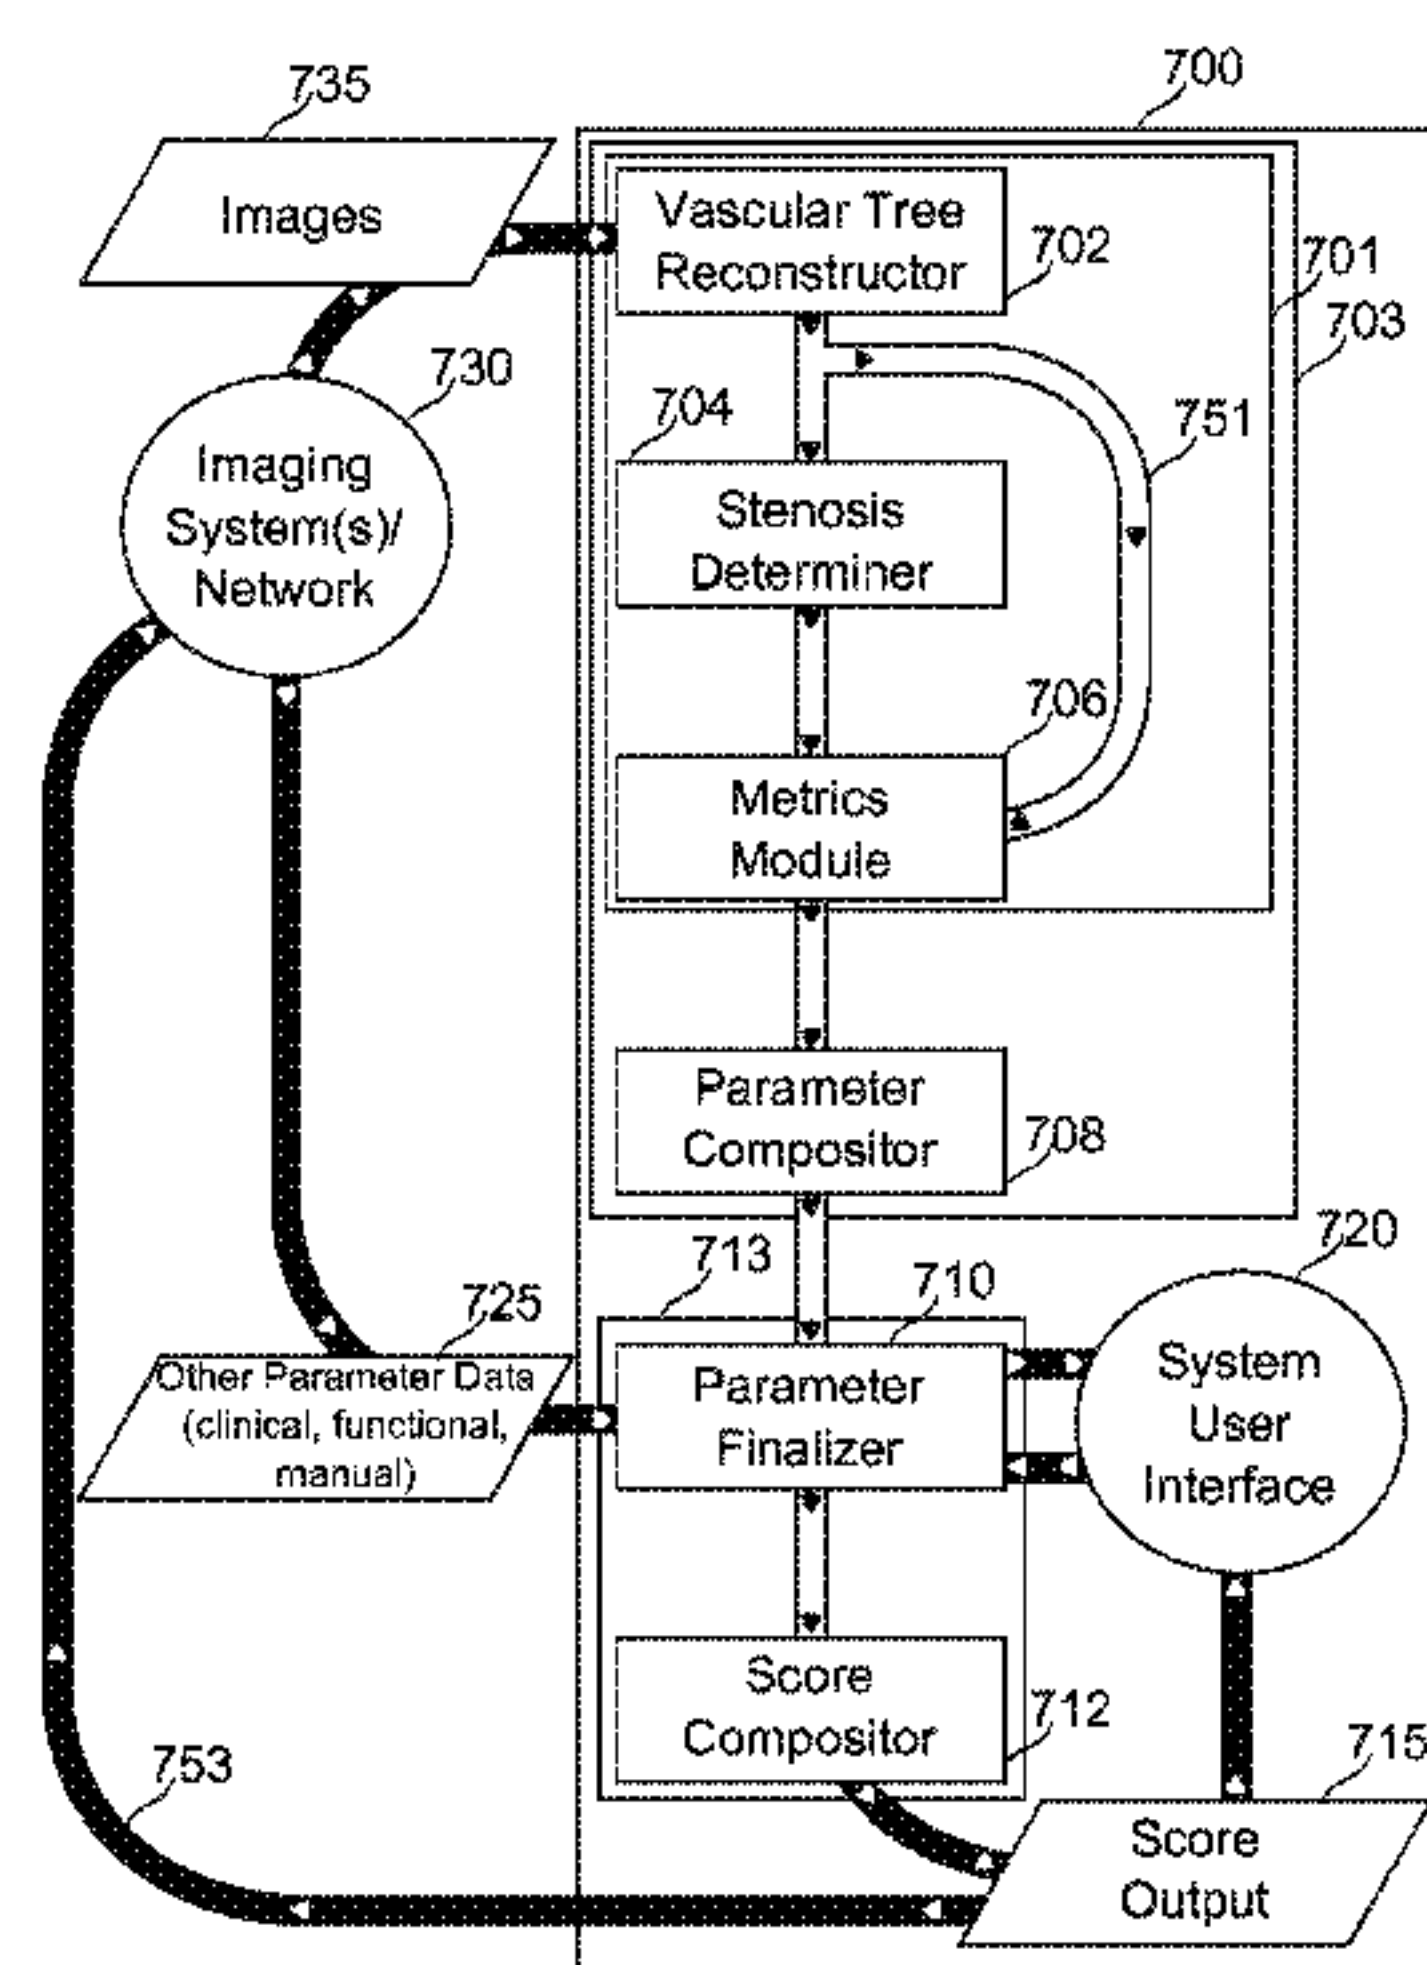 700
735
Images
Vascular Tree
Reconstructor
702
701
703
730
Imaging
System(s)/
Network
704
751
Stenosis
Determiner
706
Metrics
Module
Parameter
Compositor
708
713
710
720
725
Other Parameter Data
(clinical, functional,
manual)
Parameter
Finalizer
System
User
Interface
Score
Compositor
712
715
753
Score
Output